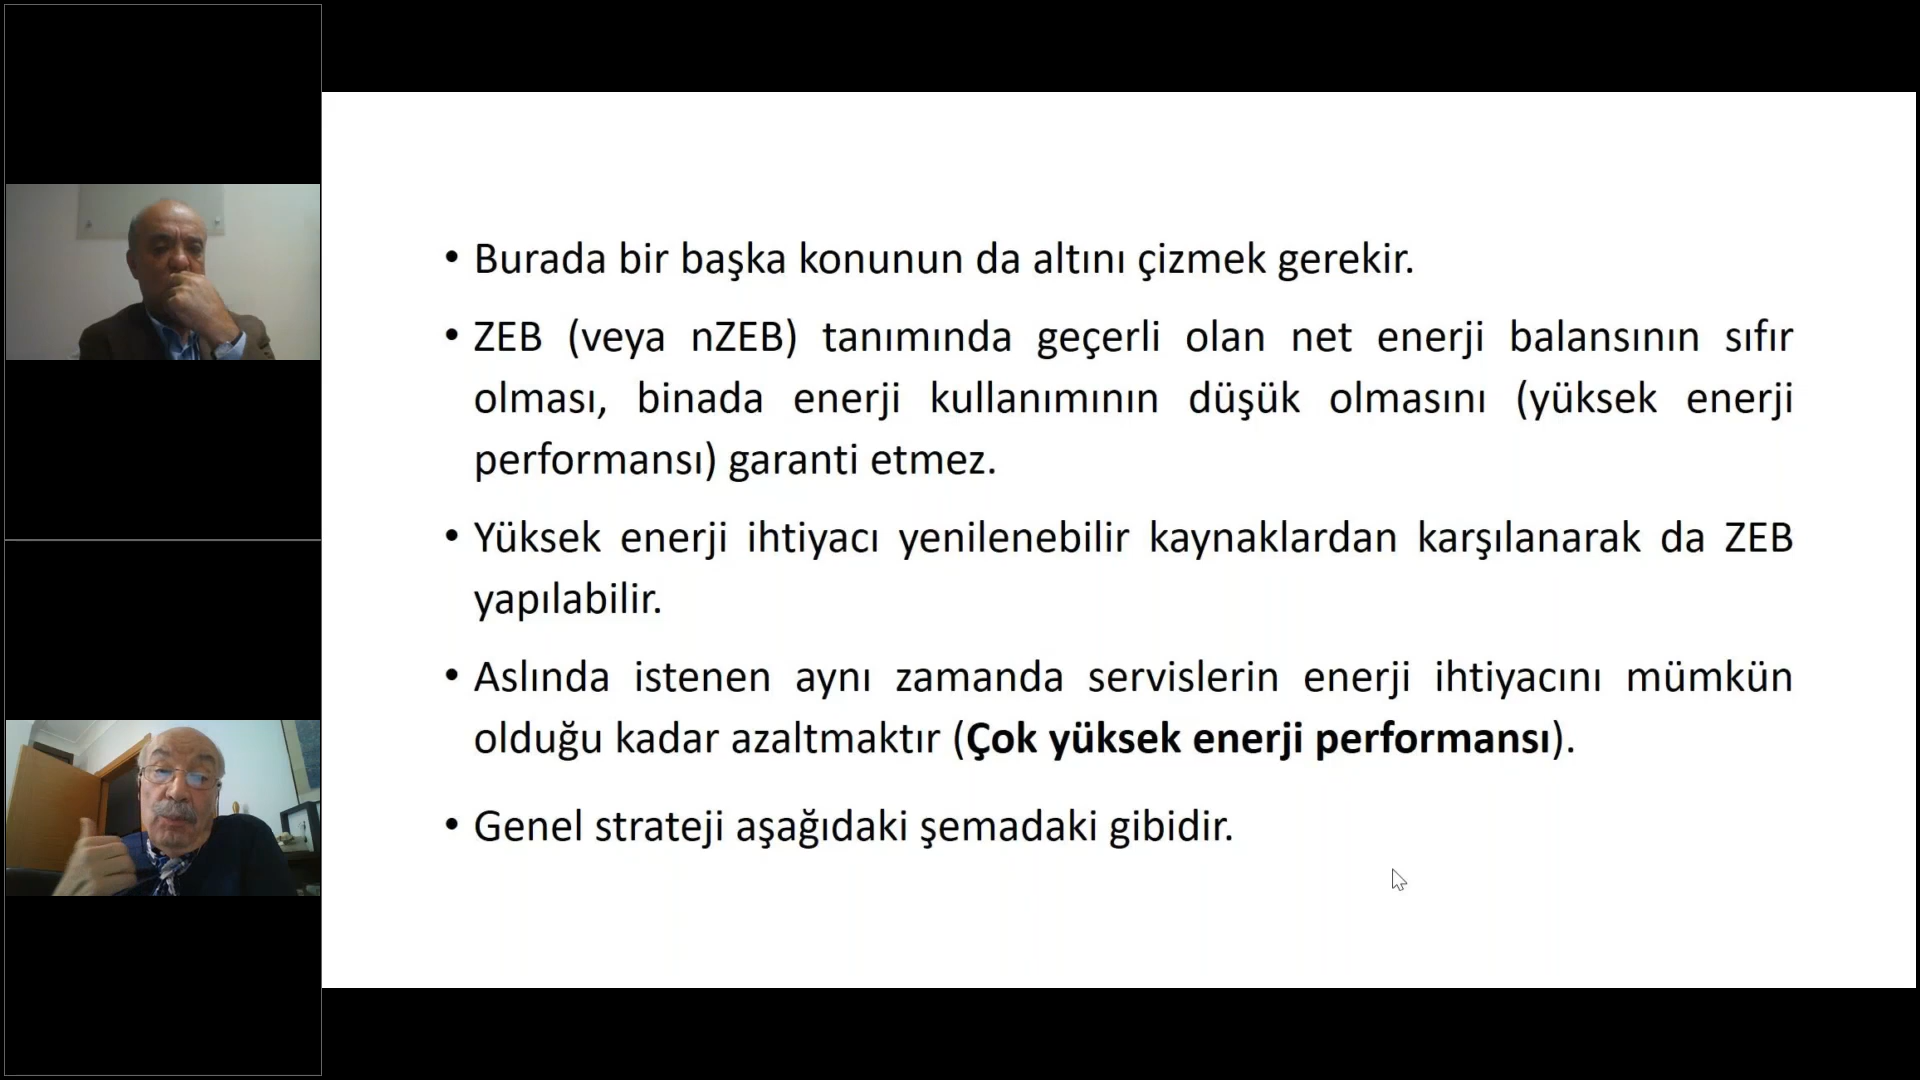 • Burada bir başka konunun da altını çizmek gerekir.
• ZEB (veya nZEB) tanımında geçerli olan net enerji balansının sıfır
olması, binada enerji kullanımının düşük olmasını (yüksek enerji
performansı) garanti etmez.
• Yüksek enerji ihtiyacı yenilenebilir kaynaklardan karşılanarak da ZEB
yapılabilir.
• Aslında istenen aynı zamanda servislerin enerji ihtiyacını mümkün
olduğu kadar azaltmaktır (Çok yüksek enerji performansı).
• Genel strateji aşağıdaki şemadaki gibidir.